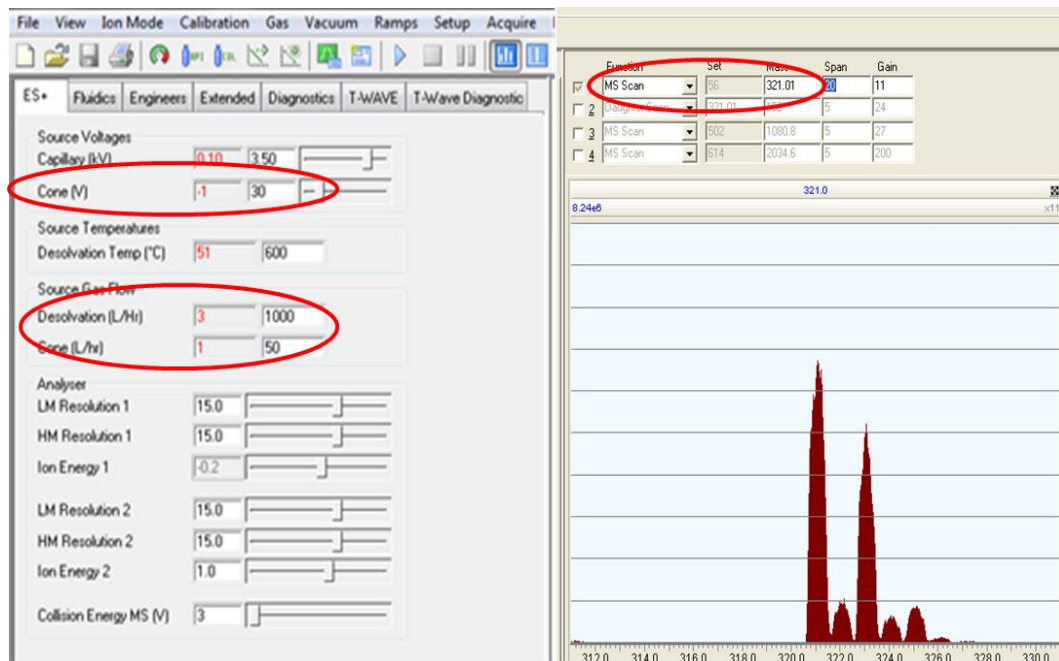 File View Ion Mode Calibration Gas Vacuum Ramps Setup Acquire
ES+ Fluidics Engineers Extended Diagnostics T-WAVE T-Wave Diagnostic
Source Voltages
Capillary (kV) 0.10 3.50
Cone (V) -1 30
Source Temperatures
Desolvation Temp (°C) 51 600
Source Gas Flow
Desolvation (L/Hr) 3 1000
Cone (L/hr) 1 50
Analyser
LM Resolution 1 15.0
HM Resolution 1 15.0
Ion Energy 1 -0.2
LM Resolution 2 15.0
HM Resolution 2 15.0
Ion Energy 2 1.0
Collision Energy MS (V) 3
Function Set Mass Span Gain
MS Scan 56 321.01 20 11
2 Daughter Scan 321.01 5 24
3 MS Scan 502 1080.8 5 27
4 MS Scan 614 2034.6 5 200
321.0
8.24e6 x11
312.0 314.0 316.0 318.0 320.0 322.0 324.0 326.0 328.0 330.0